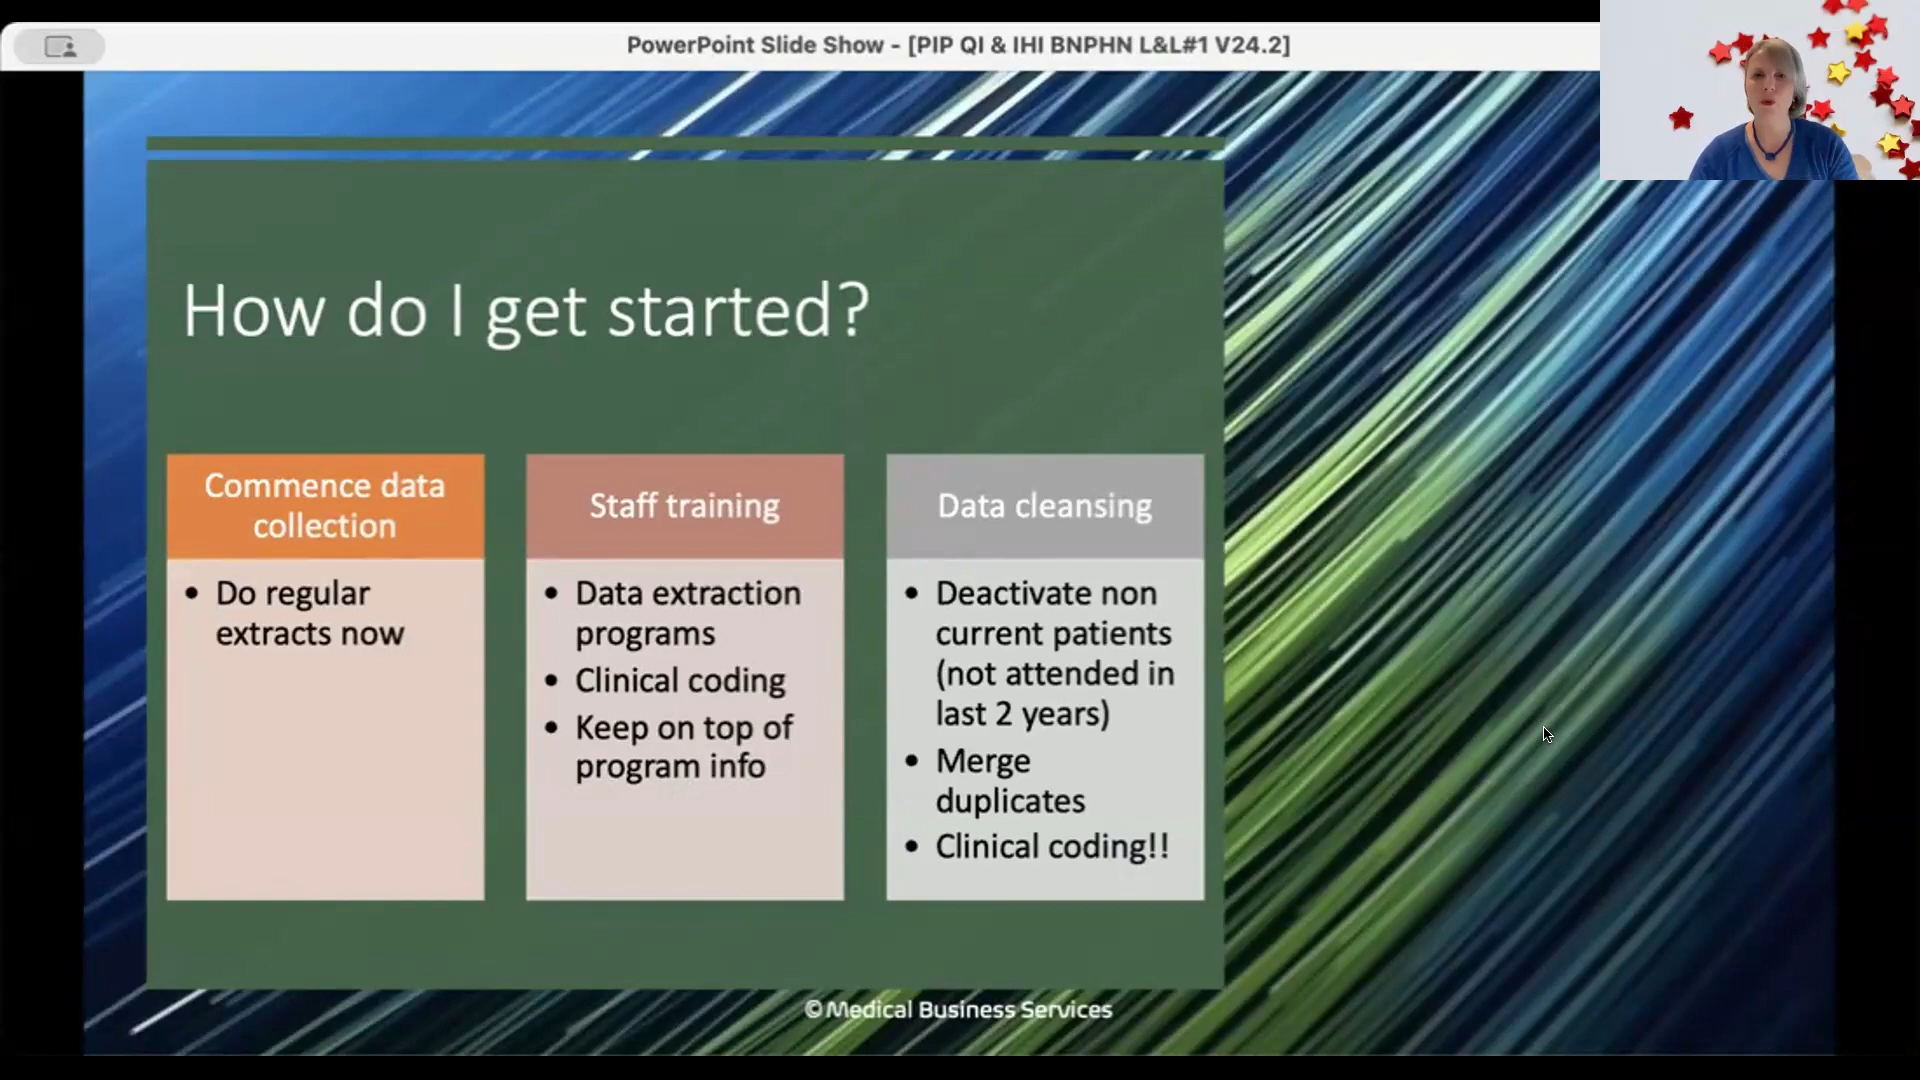 PowerPoint Slide Show - [PIP QI & IHI BNPHN L&L#1 V24.2]
How do I get started?
Commence data
collection
• Do regular
extracts now
Staff training
• Data extraction
programs
• Clinical coding
• Keep on top of
program info
Data cleansing
• Deactivate non
current patients
(not attended in
last 2 years)
• Merge
duplicates
• Clinical coding!!
©Medical Business Services